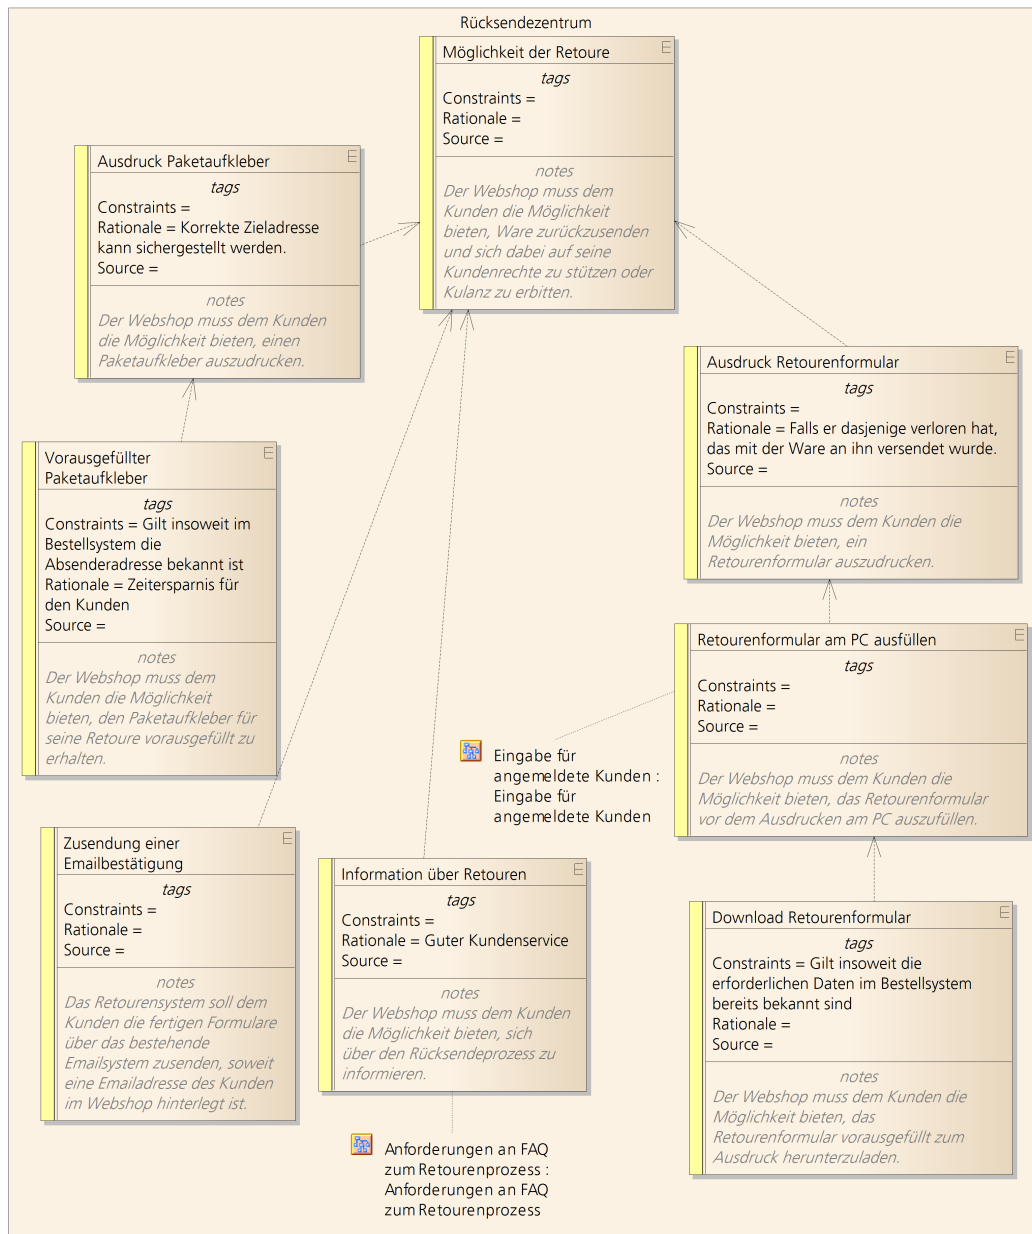 Rücksendezentrum
Möglichkeit der Retoure
tags
Constraints =
Rationale =
Source =
notes
Der Webshop muss dem
Kunden die Möglichkeit
bieten, Ware zurückzusenden
und sich dabei auf seine
Kundenrechte zu stützen oder
Kulanz zu erbitten.
Ausdruck Paketaufkleber
tags
Constraints =
Rationale = Korrekte Zieladresse
kann sichergestellt werden.
Source =
notes
Der Webshop muss dem Kunden
die Möglichkeit bieten, einen
Paketaufkleber auszudrucken.
Ausdruck Retourenformular
tags
Constraints =
Rationale = Falls er dasjenige verloren hat,
das mit der Ware an ihn versendet wurde.
Source =
notes
Der Webshop muss dem Kunden die
Möglichkeit bieten, ein
Retourenformular auszudrucken.
Vorausgefüllter
Paketaufkleber
tags
Constraints = Gilt insoweit im
Bestellsystem die
Absenderadresse bekannt ist
Rationale = Zeitersparnis für
den Kunden
Source =
notes
Der Webshop muss dem
Kunden die Möglichkeit
bieten, den Paketaufkleber für
seine Retoure vorausgefüllt zu
erhalten.
Retourenformular am PC ausfüllen
tags
Constraints =
Rationale =
Source =
notes
Der Webshop muss dem Kunden die
Möglichkeit bieten, das Retourenformular
vor dem Ausdrucken am PC auszufüllen.
Eingabe für
angemeldete Kunden :
Eingabe für
angemeldete Kunden
Zusendung einer
Emailbestätigung
tags
Constraints =
Rationale =
Source =
notes
Das Retourensystem soll dem
Kunden die fertigen Formulare
über das bestehende
Emailsystem zusenden, soweit
eine Emailadresse des Kunden
im Webshop hinterlegt ist.
Information über Retouren
tags
Constraints =
Rationale = Guter Kundenservice
Source =
notes
Der Webshop muss dem Kunden
die Möglichkeit bieten, sich
über den Rücksendeprozess zu
informieren.
Download Retourenformular
tags
Constraints = Gilt insoweit die
erforderlichen Daten im Bestellsystem
bereits bekannt sind
Rationale =
Source =
notes
Der Webshop muss dem Kunden die
Möglichkeit bieten, das
Retourenformular vorausgefüllt zum
Ausdruck herunterzuladen.
Anforderungen an FAQ
zum Retourenprozess :
Anforderungen an FAQ
zum Retourenprozess